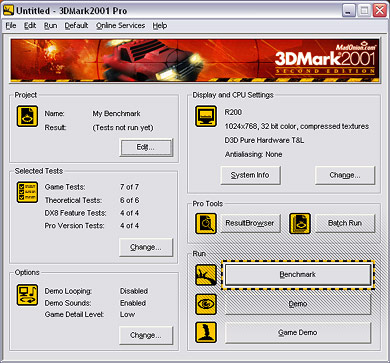 Untitled - 3DMark2001 Pro
File Edit Run Default Online Services Help
MadOnion.com
3DMark2001
SECOND EDITION
Project
Name: My Benchmark
Result: (Tests not run yet)
Edit...
Selected Tests
Game Tests: 7 of 7
Theoretical Tests: 6 of 6
DX8 Feature Tests: 4 of 4
Pro Version Tests: 4 of 4
Change...
Options
Demo Looping: Disabled
Demo Sounds: Enabled
Game Detail Level: Low
Change...
Display and CPU Settings
R200
1024x768, 32 bit color, compressed textures
D3D Pure Hardware T&L
Antialiasing: None
System Info
Change...
Pro Tools
ResultBrowser
Batch Run
Run
Benchmark
Demo
Game Demo